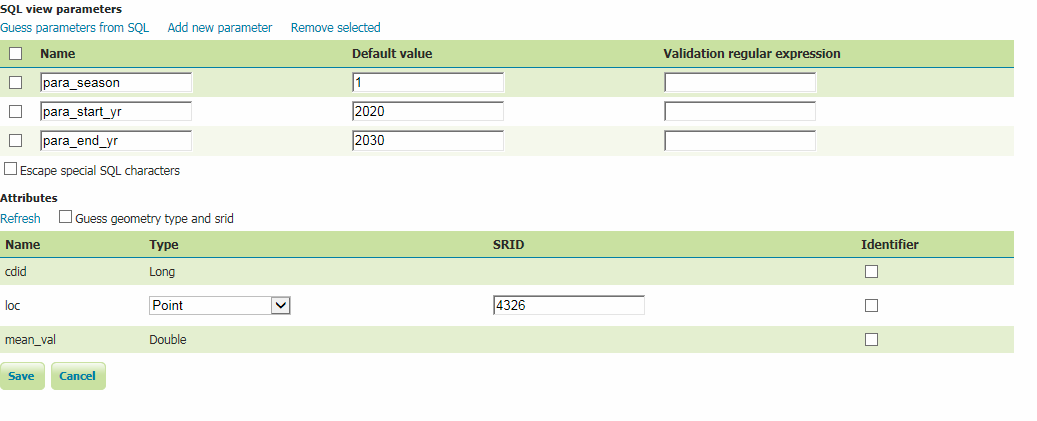 SQL view parameters
Guess parameters from SQL Add new parameter Remove selected
Name Default value Validation regular expression
para_season 1
para_start_yr 2020
para_end_yr 2030
Escape special SQL characters
Attributes
Refresh Guess geometry type and srid
Name Type SRID Identifier
cdid Long
loc Point 4326
mean_val Double
Save Cancel